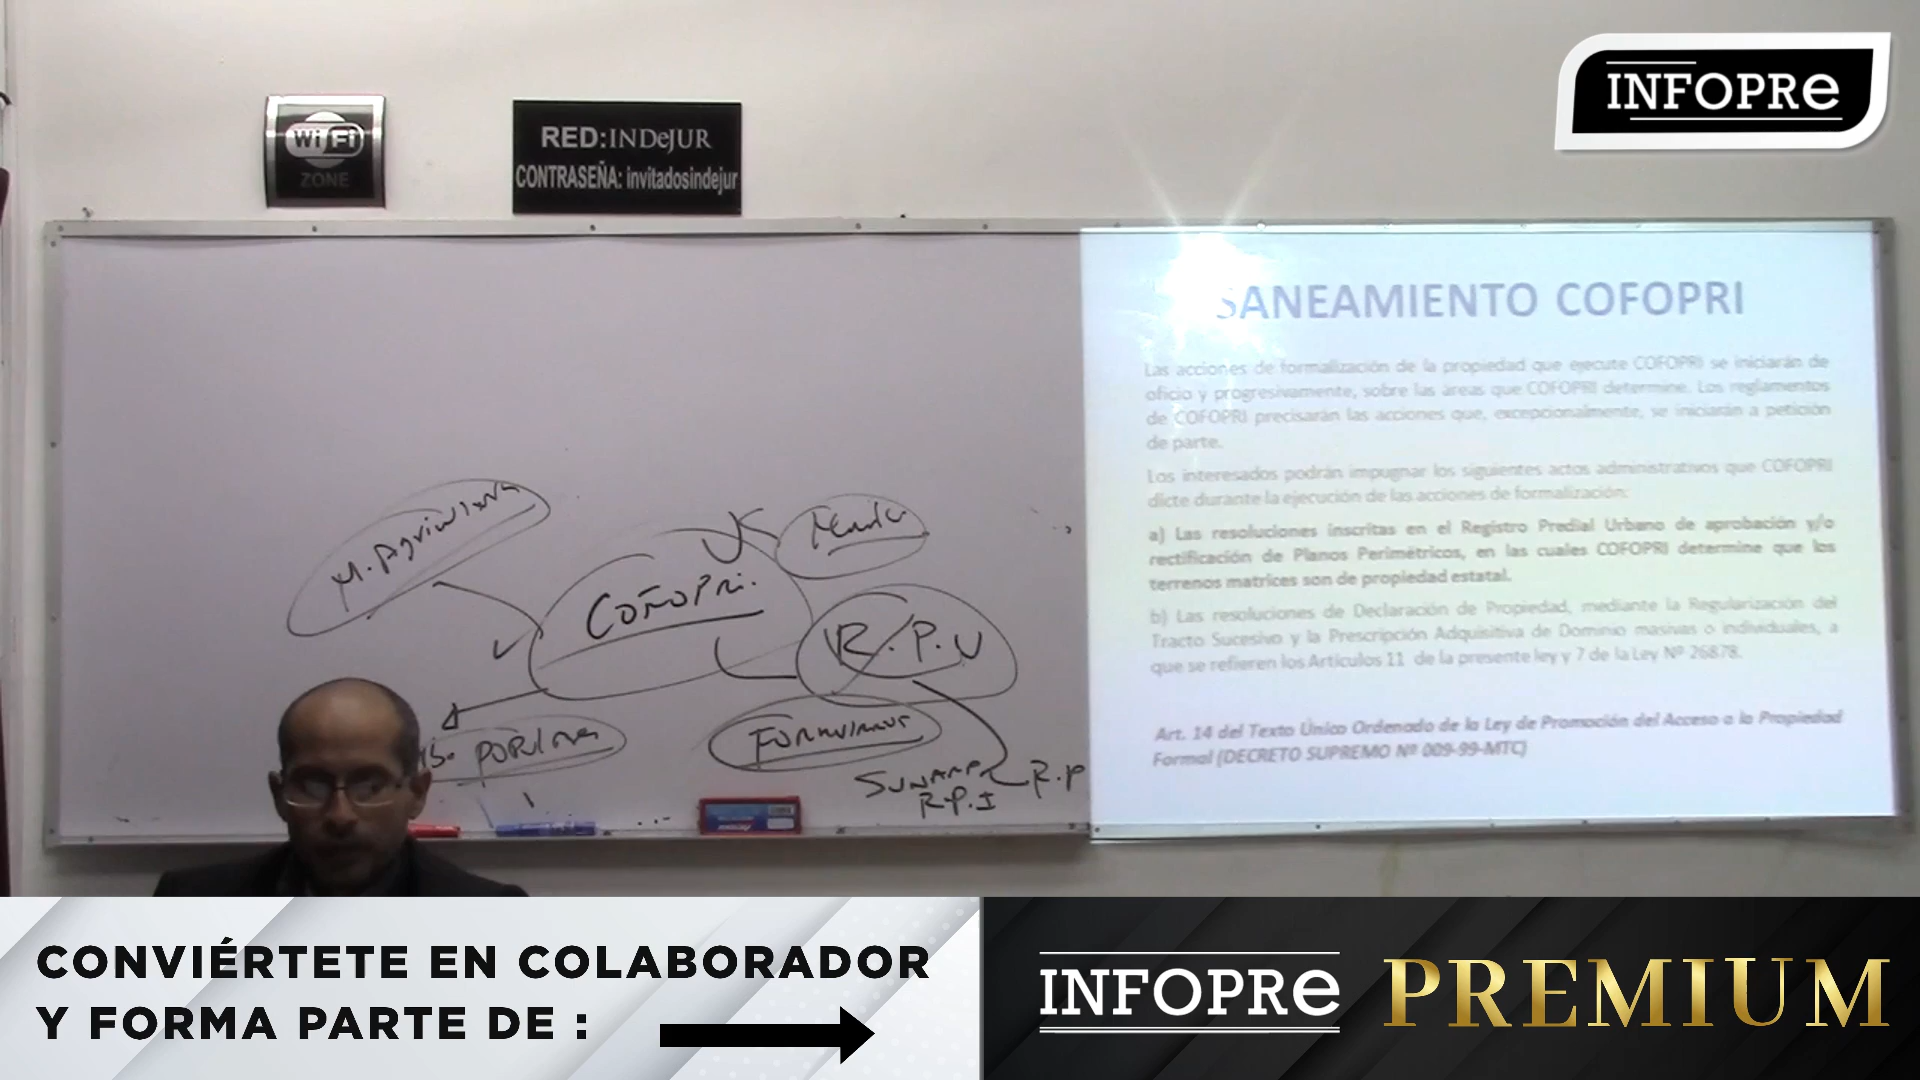 INFOPRe
WiFi
ZONE
RED:INDeJUR
CONTRASEÑA: invitadosindejur
SANEAMIENTO COFOPRI
Las acciones de formalización de la propiedad que ejecute COFOPRI se iniciarán de
oficio y progresivamente, sobre las áreas que COFOPRI determine. Los reglamentos
de COFOPRI precisarán las acciones que, excepcionalmente, se iniciarán a petición
de parte.
Los interesados podrán impugnar los siguientes actos administrativos que COFOPRI
dicte durante la ejecución de las acciones de formalización:
a) Las resoluciones inscritas en el Registro Predial Urbano de aprobación y/o
rectificación de Planos Perimétricos, en las cuales COFOPRI determine que los
terrenos matrices son de propiedad estatal.
b) Las resoluciones de Declaración de Propiedad, mediante la Regularización del
Tracto Sucesivo y la Prescripción Adquisitiva de Dominio masivas o individuales, a
que se refieren los Artículos 11 de la presente ley y 7 de la Ley Nº 26878.
Art. 14 del Texto Único Ordenado de la Ley de Promoción del Acceso a la Propiedad
Formal (DECRETO SUPREMO Nº 009-99-MTC)
M. Agricultura
COFOPRI.
R.P.U
SUNARP
R.P
R.P.I
CONVIÉRTETE EN COLABORADOR
Y FORMA PARTE DE :
INFOPRe PREMIUM